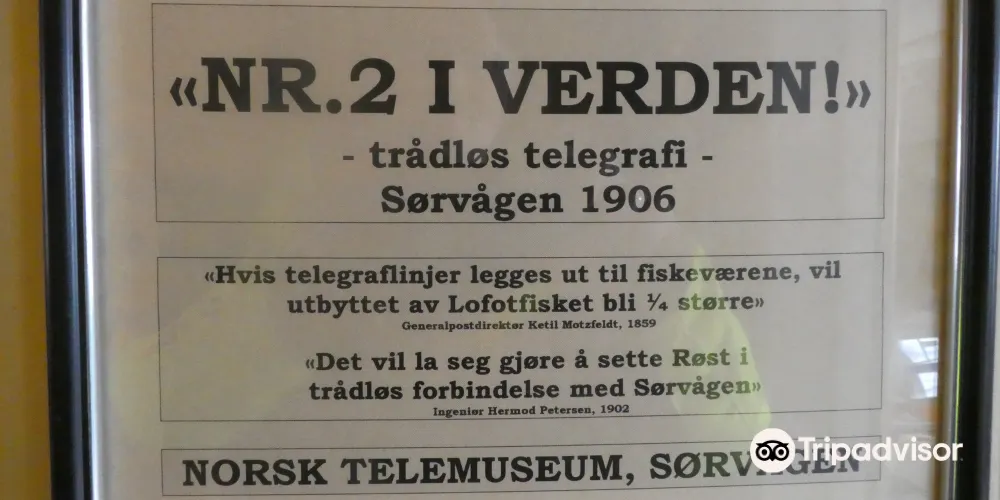 «NR.2 I VERDEN!»
- trådløs telegrafi -
Sørvågen 1906
«Hvis telegraflinjer legges ut til fiskeværene, vil
utbyttet av Lofotfisket bli ¼ større»
Generalpostdirektør Ketil Motzfeldt, 1859
«Det vil la seg gjøre å sette Røst i
trådløs forbindelse med Sørvågen»
Ingeniør Hermod Petersen, 1902
NORSK TELEMUSEUM, SØRVÅGEN
Tripadvisor